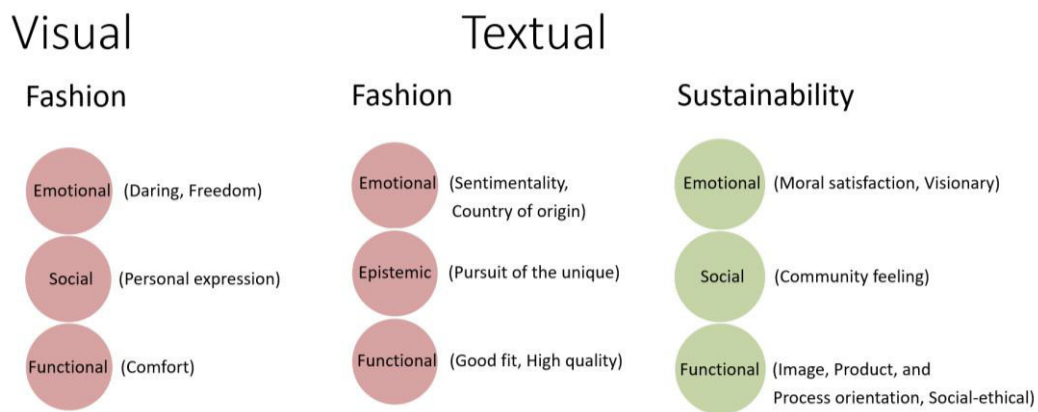 Visual
Textual
Fashion
Emotional (Daring, Freedom)
Social (Personal expression)
Functional (Comfort)
Fashion
Emotional (Sentimentality,
Country of origin)
Epistemic (Pursuit of the unique)
Functional (Good fit, High quality)
Sustainability
Emotional (Moral satisfaction, Visionary)
Social (Community feeling)
Functional (Image, Product, and
Process orientation, Social-ethical)